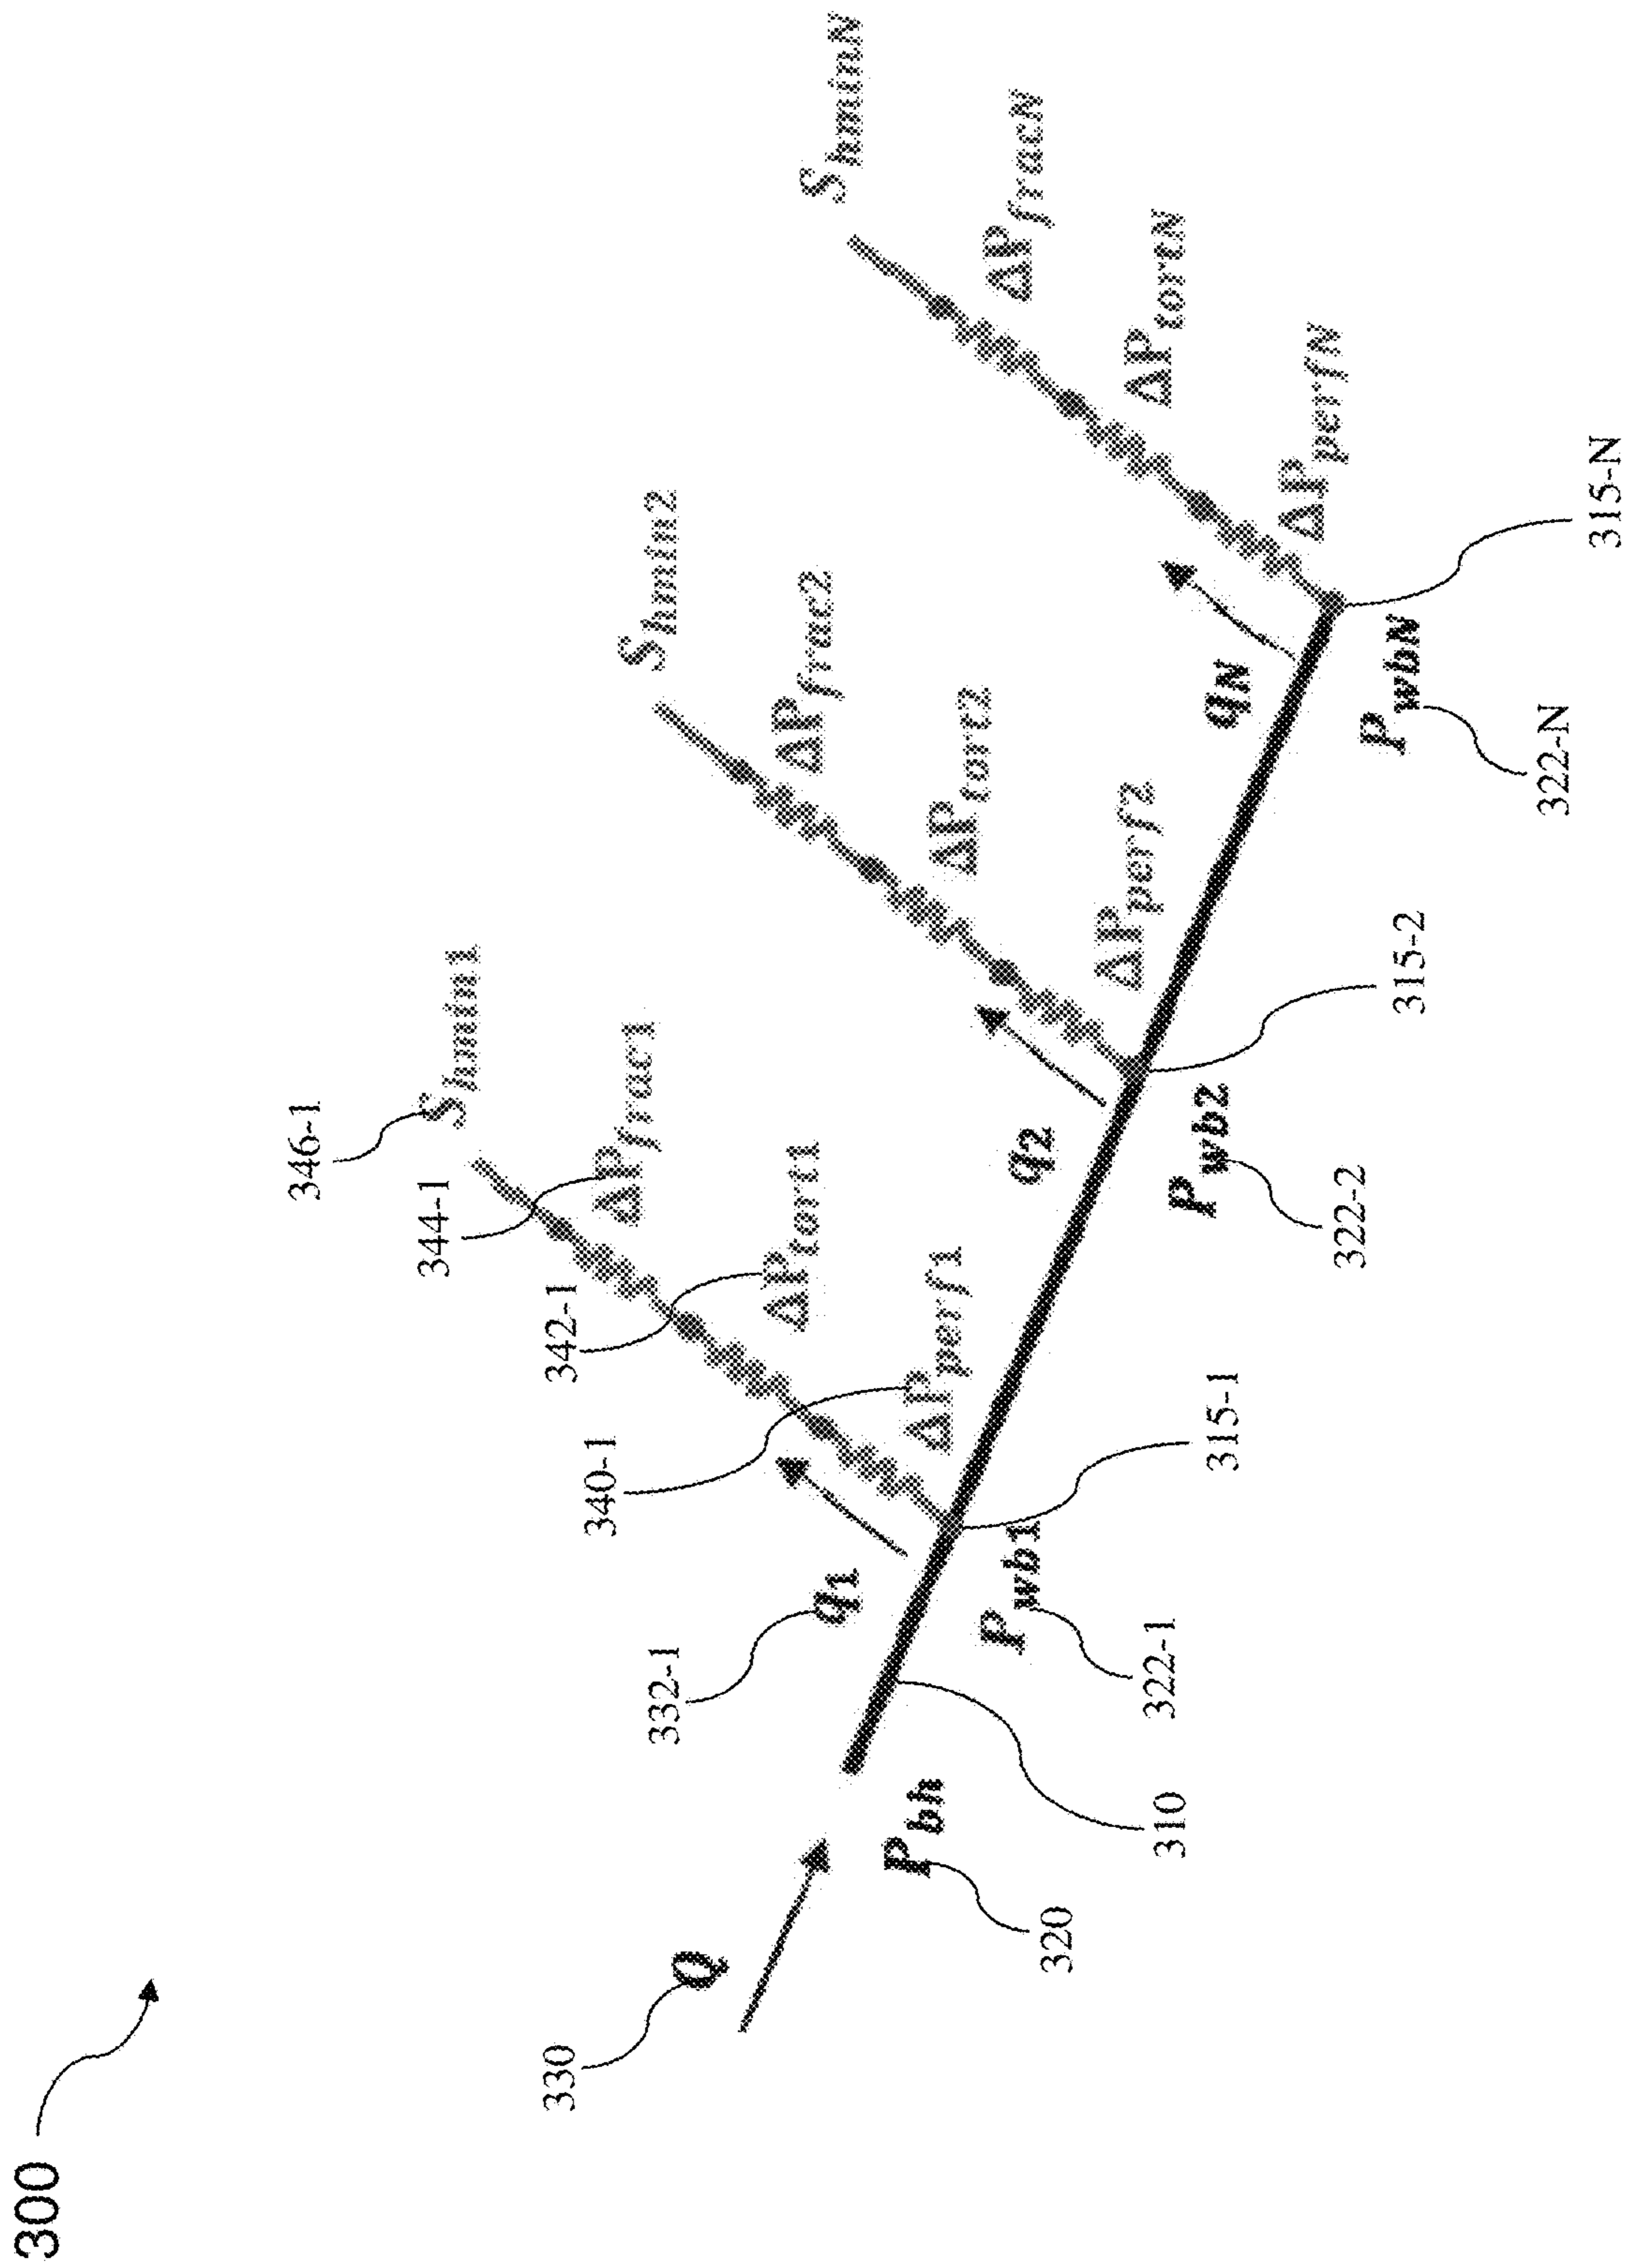 300
330
Q
320
P_bh
310
332-1
q_1
322-1
P_wb1
315-1
340-1
ΔP_perf1
342-1
ΔP_tort1
344-1
ΔP_frac1
346-1
S_hmin1
q_2
322-2
P_wb2
315-2
ΔP_perf2
ΔP_tort2
ΔP_frac2
S_hmin2
q_N
322-N
P_wbN
315-N
ΔP_perfN
ΔP_tortN
ΔP_fracN
S_hminN